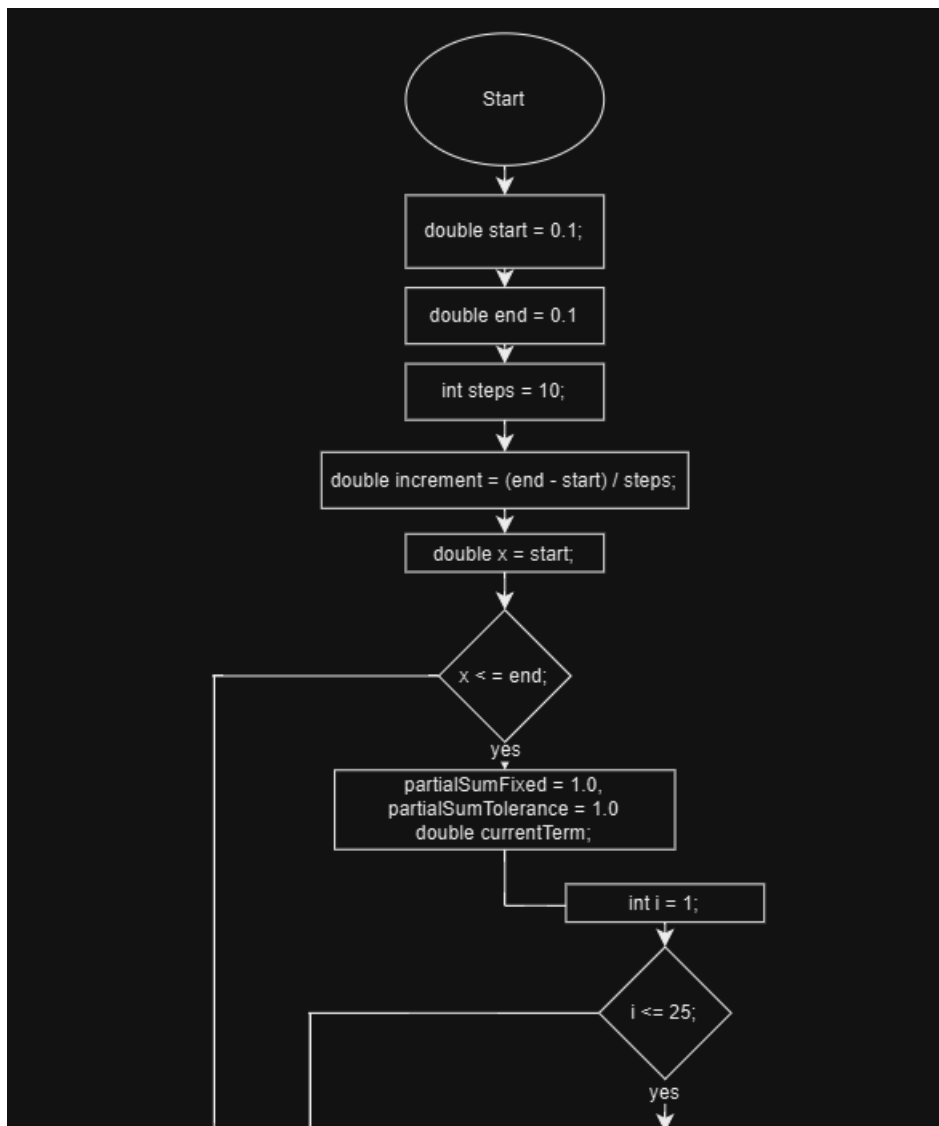 Start
double start = 0.1;
double end = 0.1
int steps = 10;
double increment = (end - start) / steps;
double x = start;
x < = end;
yes
partialSumFixed = 1.0,
partialSumTolerance = 1.0
double currentTerm;
int i = 1;
i <= 25;
yes